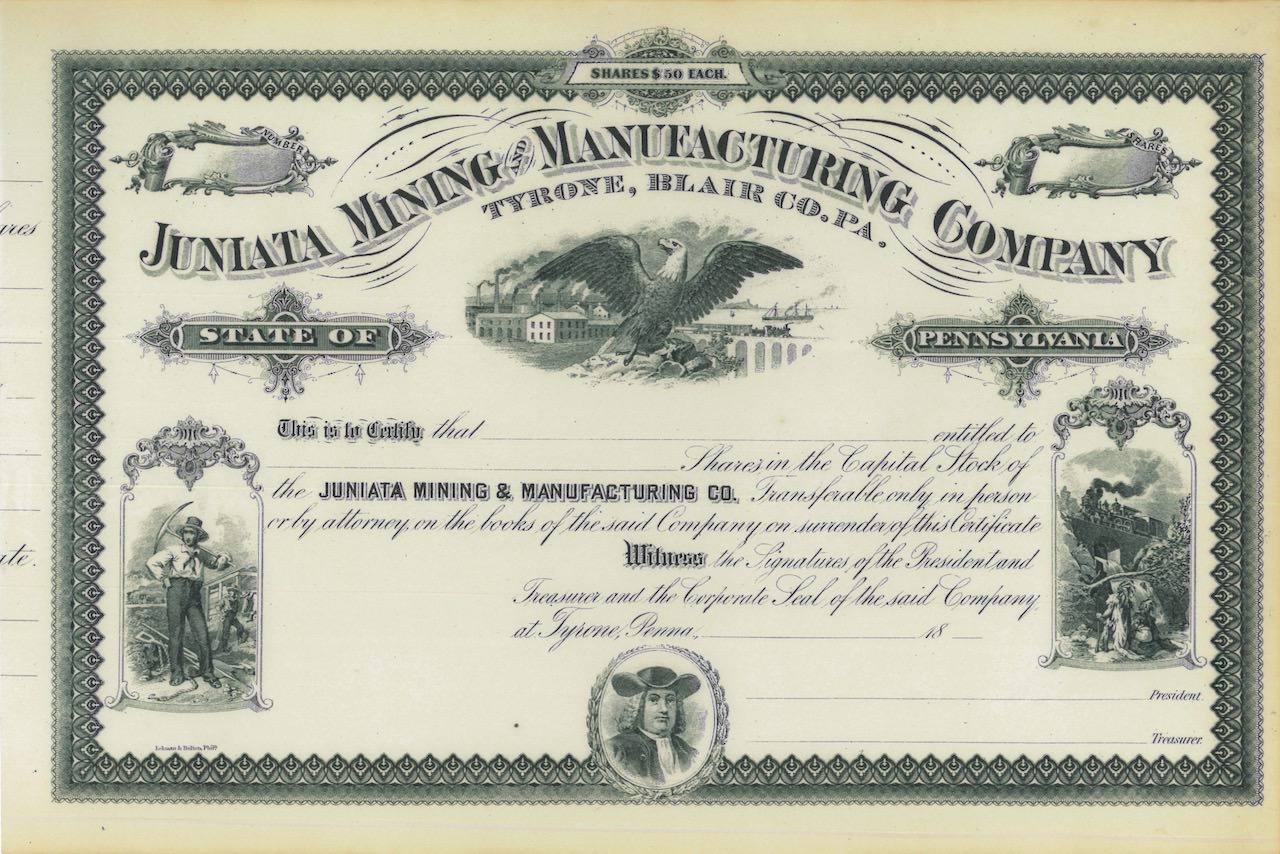 SHARES $50 EACH.
NUMBER
SHARES
JUNIATA MINING AND MANUFACTURING COMPANY
TYRONE, BLAIR CO. PA.
STATE OF
PENNSYLVANIA
This is to Certify that entitled to
Shares in the Capital Stock of
the JUNIATA MINING & MANUFACTURING CO. Transferable only in person
or by attorney, on the books of the said Company on surrender of this Certificate
Witness the Signatures of the President and
Treasurer and the Corporate Seal of the said Company
at Tyrone, Penna, 18
President.
Treasurer.
Lehman & Bolton, Phila